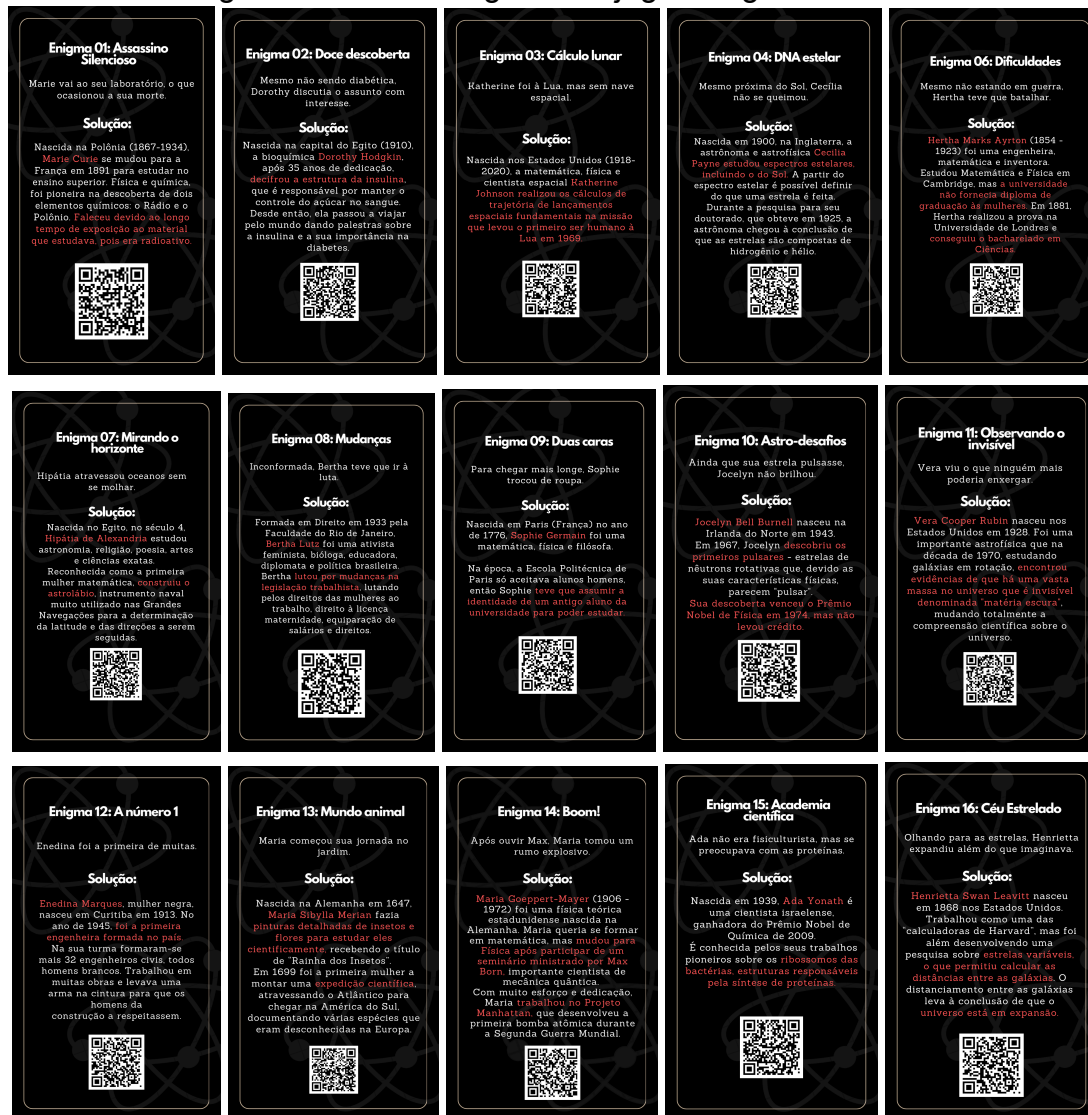 Enigma 01: Assassino
Silencioso
Marie vai ao seu laboratório, o que
ocasionou a sua morte.
Solução:
Nascida na Polônia (1867-1934),
Marie Curie se mudou para a
França em 1891 para estudar no
ensino superior. Física e química,
foi pioneira na descoberta de dois
elementos químicos: o Rádio e o
Polônio. Faleceu devido ao longo
tempo de exposição ao material
que estudava, pois era radioativo.
Enigma 02: Doce descoberta
Mesmo não sendo diabética,
Dorothy discutia o assunto com
interesse.
Solução:
Nascida na capital do Egito (1910),
a bioquímica Dorothy Hodgkin,
após 35 anos de dedicação,
decifrou a estrutura da insulina,
que é responsável por manter o
controle do açúcar no sangue.
Desde então, ela passou a viajar
pelo mundo dando palestras sobre
a insulina e a sua importância na
diabetes.
Enigma 03: Cálculo lunar
Katherine foi à Lua, mas sem nave
espacial.
Solução:
Nascida nos Estados Unidos (1918-
2020), a matemática, física e
cientista espacial Katherine
Johnson realizou os cálculos de
trajetória de lançamentos
espaciais fundamentais na missão
que levou o primeiro ser humano à
Lua em 1969.
Enigma 04: DNA estelar
Mesmo próxima do Sol, Cecília
não se queimou.
Solução:
Nascida em 1900, na Inglaterra, a
astrônoma e astrofísica Cecilia
Payne estudou espectros estelares,
incluindo o do Sol. A partir do
espectro estelar é possível definir
do que uma estrela é feita.
Durante a pesquisa para seu
doutorado, que obteve em 1925, a
astrônoma chegou à conclusão de
que as estrelas são compostas de
hidrogênio e hélio.
Enigma 06: Dificuldades
Mesmo não estando em guerra,
Hertha teve que batalhar.
Solução:
Hertha Marks Ayrton (1854 -
1923) foi uma engenheira,
matemática e inventora.
Estudou Matemática e Física em
Cambridge, mas a universidade
não fornecia diploma de
graduação às mulheres. Em 1881,
Hertha realizou a prova na
Universidade de Londres e
conseguiu o bacharelado em
Ciências.
Enigma 07: Mirando o
horizonte
Hipátia atravessou oceanos sem
se molhar.
Solução:
Nascida no Egito, no século 4,
Hipátia de Alexandria estudou
astronomia, religião, poesia, artes
e ciências exatas.
Reconhecida como a primeira
mulher matemática, construiu o
astrolábio, instrumento naval
muito utilizado nas Grandes
Navegações para a determinação
da latitude e das direções a serem
seguidas.
Enigma 08: Mudanças
Inconformada, Bertha teve que ir à
luta.
Solução:
Formada em Direito em 1933 pela
Faculdade do Rio de Janeiro,
Bertha Lutz foi uma ativista
feminista, bióloga, educadora,
diplomata e política brasileira.
Bertha lutou por mudanças na
legislação trabalhista, lutando
pelos direitos das mulheres ao
trabalho, direito à licença
maternidade, equiparação de
salários e direitos.
Enigma 09: Duas caras
Para chegar mais longe, Sophie
trocou de roupa.
Solução:
Nascida em Paris (França) no ano
de 1776, Sophie Germain foi uma
matemática, física e filósofa.
Na época, a Escola Politécnica de
Paris só aceitava alunos homens,
então Sophie teve que assumir a
identidade de um antigo aluno da
universidade para poder estudar.
Enigma 10: Astro-desafios
Ainda que sua estrela pulsasse,
Jocelyn não brilhou.
Solução:
Jocelyn Bell Burnell nasceu na
Irlanda do Norte em 1943.
Em 1967, Jocelyn descobriu os
primeiros pulsares - estrelas de
nêutrons rotativas que, devido as
suas características físicas,
parecem "pulsar".
Sua descoberta venceu o Prêmio
Nobel de Física em 1974, mas não
levou crédito.
Enigma 11: Observando o
invisível
Vera viu o que ninguém mais
poderia enxergar.
Solução:
Vera Cooper Rubin nasceu nos
Estados Unidos em 1928. Foi uma
importante astrofísica que na
década de 1970, estudando
galáxias em rotação, encontrou
evidências de que há uma vasta
massa no universo que é invisível
denominada "matéria escura",
mudando totalmente a
compreensão científica sobre o
universo.
Enigma 12: A número 1
Enedina foi a primeira de muitas.
Solução:
Enedina Marques, mulher negra,
nasceu em Curitiba em 1913. No
ano de 1945, foi a primeira
engenheira formada no país.
Na sua turma formaram-se
mais 32 engenheiros civis, todos
homens brancos. Trabalhou em
muitas obras e levava uma
arma na cintura para que os
homens da
construção a respeitassem.
Enigma 13: Mundo animal
Maria começou sua jornada no
jardim.
Solução:
Nascida na Alemanha em 1647,
Maria Sibylla Merian fazia
pinturas detalhadas de insetos e
flores para estudar eles
cientificamente, recebendo o título
de "Rainha dos Insetos".
Em 1699 foi a primeira mulher a
montar uma expedição científica,
atravessando o Atlântico para
chegar na América do Sul,
documentando várias espécies que
eram desconhecidas na Europa.
Enigma 14: Boom!
Após ouvir Max, Maria tomou um
rumo explosivo.
Solução:
Maria Goeppert-Mayer (1906 -
1972) foi uma física teórica
estadunidense nascida na
Alemanha. Maria queria se formar
em matemática, mas mudou para
Física após participar de um
seminário ministrado por Max
Born, importante cientista de
mecânica quântica.
Com muito esforço e dedicação,
Maria trabalhou no Projeto
Manhattan, que desenvolveu a
primeira bomba atômica durante
a Segunda Guerra Mundial.
Enigma 15: Academia
científica
Ada não era fisiculturista, mas se
preocupava com as proteínas.
Solução:
Nascida em 1939, Ada Yonath é
uma cientista israelense,
ganhadora do Prêmio Nobel de
Química de 2009.
É conhecida pelos seus trabalhos
pioneiros sobre os ribossomos das
bactérias, estruturas responsáveis
pela síntese de proteínas.
Enigma 16: Céu Estrelado
Olhando para as estrelas, Henrietta
expandiu além do que imaginava.
Solução:
Henrietta Swan Leavitt nasceu
em 1868 nos Estados Unidos.
Trabalhou como uma das
"calculadoras de Harvard", mas foi
além desenvolvendo uma
pesquisa sobre estrelas variáveis,
o que permitiu calcular as
distâncias entre as galáxias. O
distanciamento entre as galáxias
leva à conclusão de que o
universo está em expansão.